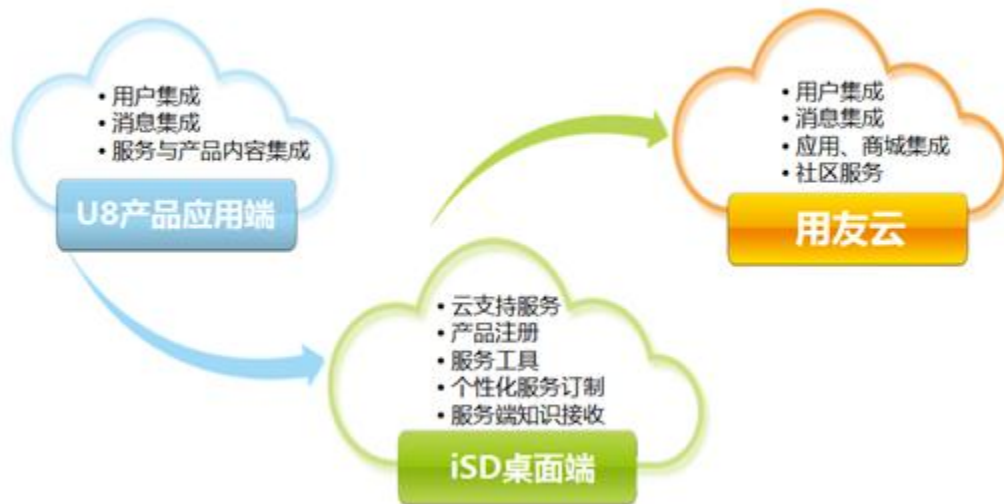 • 用户集成
• 消息集成
• 服务与产品内容集成
U8产品应用端
• 用户集成
• 消息集成
• 应用、商城集成
• 社区服务
用友云
• 云支持服务
• 产品注册
• 服务工具
• 个性化服务订制
• 服务端知识接收
iSD桌面端